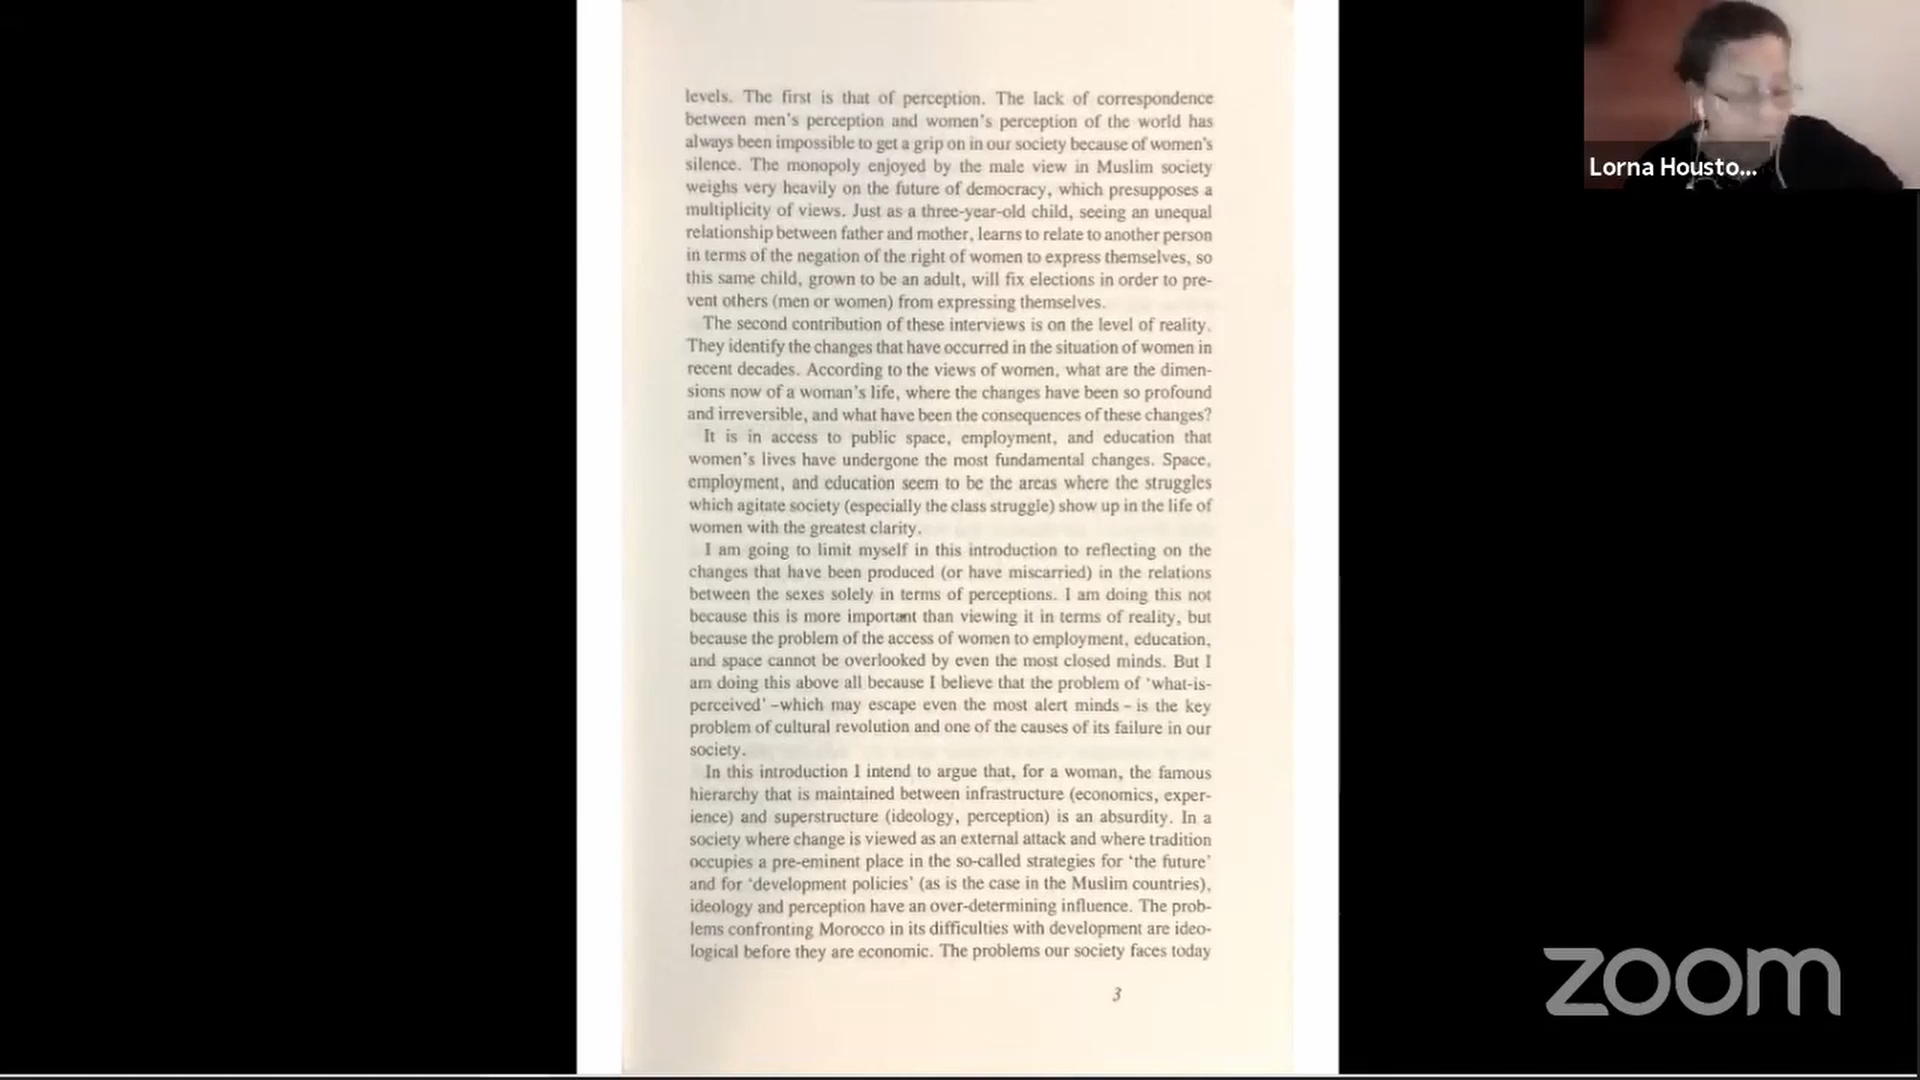 levels. The first is that of perception. The lack of correspondence
between men's perception and women's perception of the world has
always been impossible to get a grip on in our society because of women's
silence. The monopoly enjoyed by the male view in Muslim society
weighs very heavily on the future of democracy, which presupposes a
multiplicity of views. Just as a three-year-old child, seeing an unequal
relationship between father and mother, learns to relate to another person
in terms of the negation of the right of women to express themselves, so
this same child, grown to be an adult, will fix elections in order to pre-
vent others (men or women) from expressing themselves.
The second contribution of these interviews is on the level of reality.
They identify the changes that have occurred in the situation of women in
recent decades. According to the views of women, what are the dimen-
sions now of a woman's life, where the changes have been so profound
and irreversible, and what have been the consequences of these changes?
It is in access to public space, employment, and education that
women's lives have undergone the most fundamental changes. Space,
employment, and education seem to be the areas where the struggles
which agitate society (especially the class struggle) show up in the life of
women with the greatest clarity.
I am going to limit myself in this introduction to reflecting on the
changes that have been produced (or have miscarried) in the relations
between the sexes solely in terms of perceptions. I am doing this not
because this is more important than viewing it in terms of reality, but
because the problem of the access of women to employment, education,
and space cannot be overlooked by even the most closed minds. But I
am doing this above all because I believe that the problem of 'what-is-
perceived' –which may escape even the most alert minds – is the key
problem of cultural revolution and one of the causes of its failure in our
society.
In this introduction I intend to argue that, for a woman, the famous
hierarchy that is maintained between infrastructure (economics, exper-
ience) and superstructure (ideology, perception) is an absurdity. In a
society where change is viewed as an external attack and where tradition
occupies a pre-eminent place in the so-called strategies for 'the future'
and for 'development policies' (as is the case in the Muslim countries),
ideology and perception have an over-determining influence. The prob-
lems confronting Morocco in its difficulties with development are ideo-
logical before they are economic. The problems our society faces today
3
Lorna Housto...
zoom